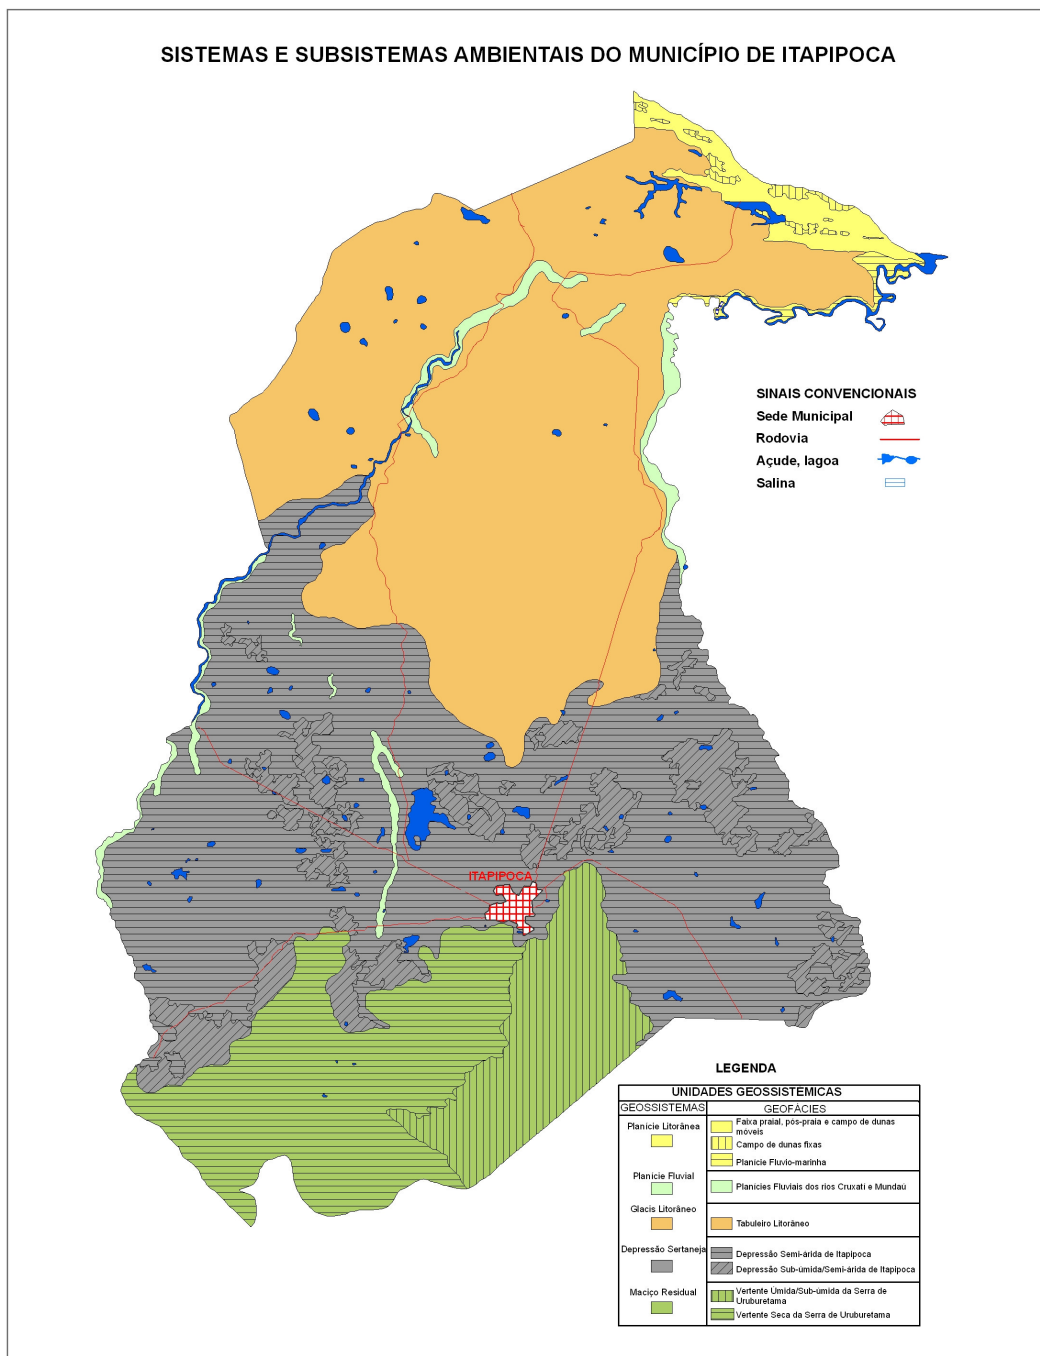 SISTEMAS E SUBSISTEMAS AMBIENTAIS DO MUNICÍPIO DE ITAPIPOCA
SINAIS CONVENCIONAIS
Sede Municipal
Rodovia
Açude, lagoa
Salina
ITAPIPOCA
LEGENDA
UNIDADES GEOSSISTÊMICAS
GEOSSISTEMAS
GEOFÁCIES
Planície Litorânea
Faixa praial, pós-praia e campo de dunas
móveis
Campo de dunas fixas
Planície Fluvio-marinha
Planície Fluvial
Planícies Fluviais dos rios Cruxati e Mundaú
Glacis Litorâneo
Tabuleiro Litorâneo
Depressão Sertaneja
Depressão Semi-árida de Itapipoca
Depressão Sub-úmida/Semi-árida de Itapipoca
Maciço Residual
Vertente Úmida/Sub-úmida da Serra de
Uruburetama
Vertente Seca da Serra de Uruburetama